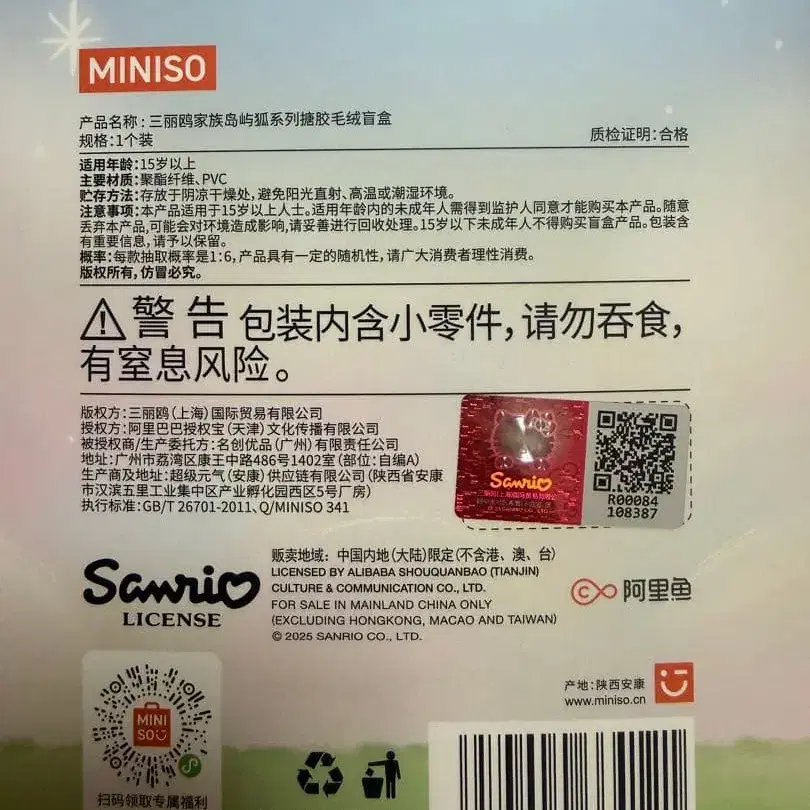 MINISO
产品名称：三丽鸥家族岛屿狐系列搪胶毛绒盲盒
规格：1个装
质检证明：合格
适用年龄：15岁以上
主要材质：聚酯纤维、PVC
贮存方法：存放于阴凉干燥处，避免阳光直射、高温或潮湿环境。
注意事项：本产品适用于15岁以上人士。适用年龄内的未成年人需得到监护人同意才能购买本产品。随意
丢弃本产品，可能会对环境造成影响，请妥善进行回收处理。15岁以下未成年人不得购买盲盒产品。包装含
有重要信息，请予以保留。
概率：每款抽取概率是1:6，产品具有一定的随机性，请广大消费者理性消费。
版权所有，仿冒必究。
警告 包装内含小零件，请勿吞食，
有窒息风险。
版权方：三丽鸥（上海）国际贸易有限公司
授权方：阿里巴巴授权宝（天津）文化传播有限公司
被授权商/生产委托方：名创优品（广州）有限责任公司
地址：广州市荔湾区康王中路486号1402室（部位：自编A）
生产商及地址：超级元气（安康）供应链有限公司（陕西省安康
市汉滨五里工业集中区产业孵化园西区5号厂房）
执行标准：GB/T 26701-2011、Q/MINISO 341
Sanrio
R00084
108387
Sanrio
LICENSE
贩卖地域：中国内地（大陆）限定（不含港、澳、台）
LICENSED BY ALIBABA SHOUQUANBAO (TIANJIN)
CULTURE & COMMUNICATION CO., LTD.
FOR SALE IN MAINLAND CHINA ONLY
(EXCLUDING HONGKONG, MACAO AND TAIWAN)
© 2025 SANRIO CO., LTD.
阿里鱼
产地：陕西安康
www.miniso.cn
MINI
SO
扫码领取专属福利